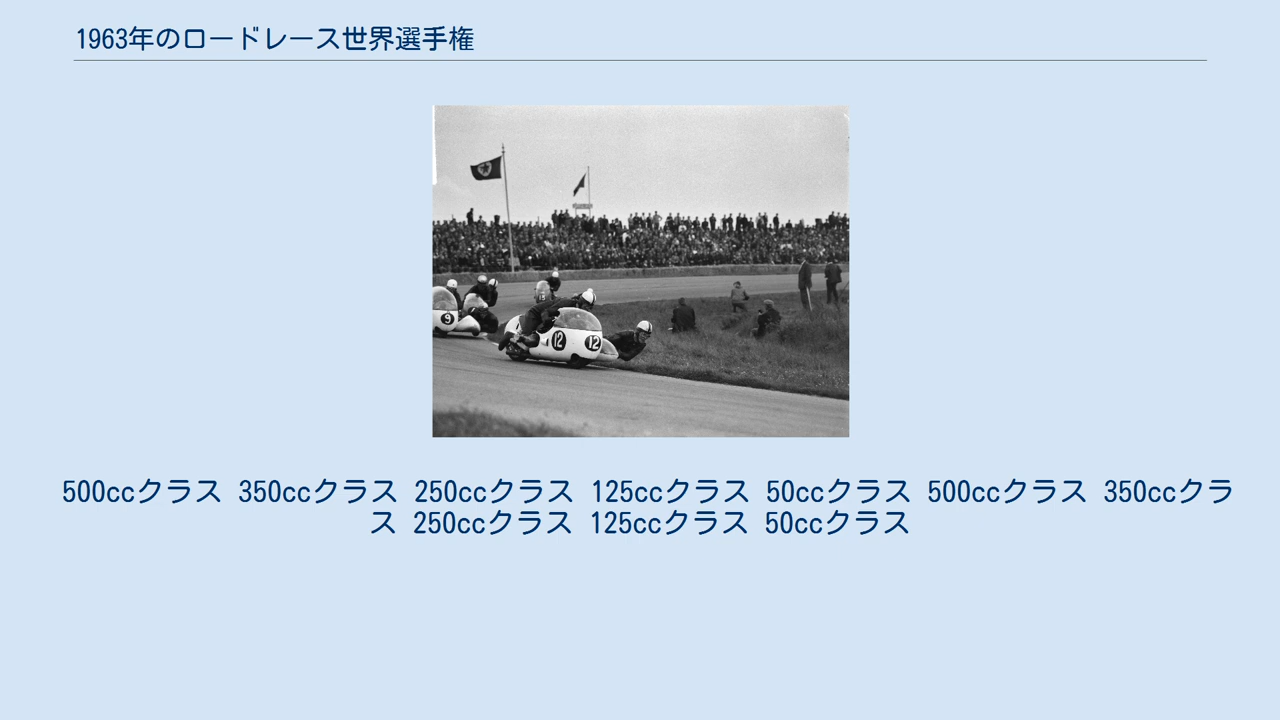 1963年のロードレース世界選手権
15
9
12 12
500ccクラス 350ccクラス 250ccクラス 125ccクラス 50ccクラス 500ccクラス 350ccクラ
ス 250ccクラス 125ccクラス 50ccクラス